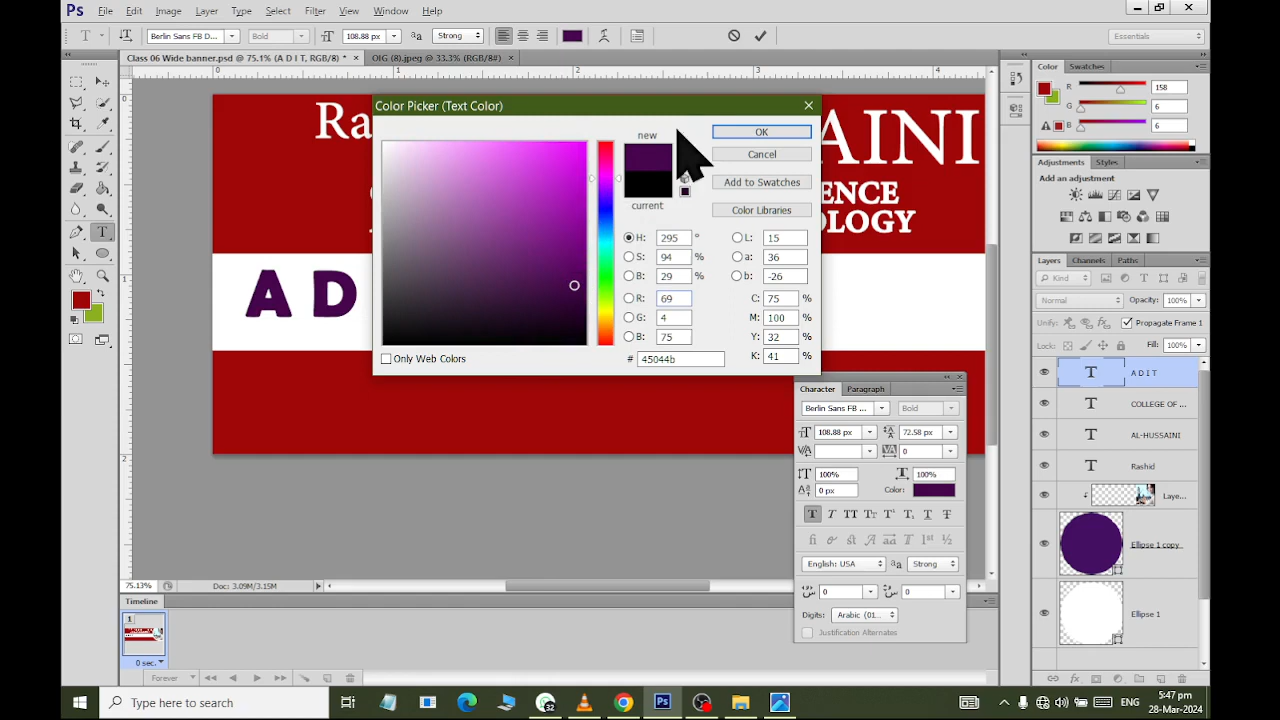 Ps File Edit Image Layer Type Select Filter View Window Help
Berlin Sans FB D... Bold 108.88 px Strong Essentials
Class 06 Wide banner.psd @ 75.1% (A D I T, RGB/8) * × OIG (8).jpeg @ 33.3% (RGB/8#) ×
0 1 2 3 4
Color Swatches
R 158
G 6
B 6
Ra
AINI
ENCE
OLOGY
A D
Color Picker (Text Color)
new
current
OK
Cancel
Add to Swatches
Color Libraries
H: 295 °
S: 94 %
B: 29 %
R: 69
G: 4
B: 75
# 45044b
L: 15
a: 36
b: -26
C: 75 %
M: 100 %
Y: 32 %
K: 41 %
Only Web Colors
Adjustments Styles
Add an adjustment
Layers Channels Paths
Kind
Normal Opacity: 100%
Unify: Propagate Frame 1
Lock: Fill: 100%
A D I T
COLLEGE OF ...
AL-HUSSAINI
Rashid
Laye...
Ellipse 1 copy
Ellipse 1
Character Paragraph
Berlin Sans FB ... Bold
108.88 px 72.58 px
0
100% 100%
0 px Color:
English: USA Strong
0 0
Digits: Arabic (01...
Justification Alternates
75.13% Doc: 3.09M/3.15M
Timeline
1
0 sec.
Forever
Type here to search
32
ENG
5:47 pm
28-Mar-2024